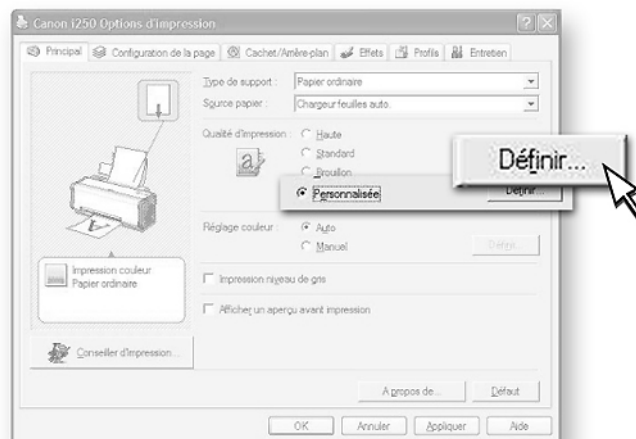 Canon i250 Options d'impression
Principal Configuration de la page Cachet/Arrière-plan Effets Profils Entretien
Type de support : Papier ordinaire
Source papier : Chargeur feuilles auto.
Qualité d'impression : Haute
Standard
Brouillon
Définir...
Personnalisée Définir...
Réglage couleur : Auto
Manuel Définir...
Impression couleur
Papier ordinaire
Impression niveau de gris
Afficher un aperçu avant impression
Conseiller d'impression...
A propos de... Défaut
OK Annuler Appliquer Aide